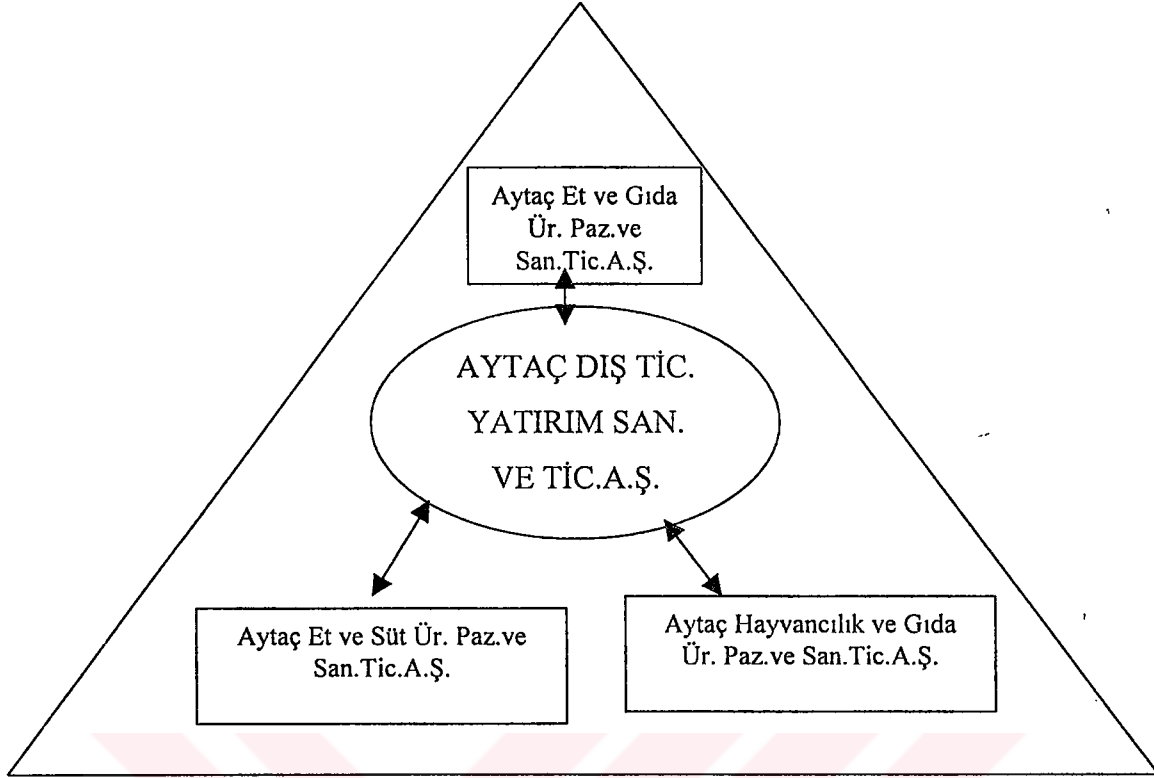 Aytaç Et ve Gıda
Ür. Paz.ve
San.Tic.A.Ş.
AYTAÇ DIŞ TİC.
YATIRIM SAN.
VE TİC.A.Ş.
Aytaç Et ve Süt Ür. Paz.ve
San.Tic.A.Ş.
Aytaç Hayvancılık ve Gıda
Ür. Paz.ve San.Tic.A.Ş.